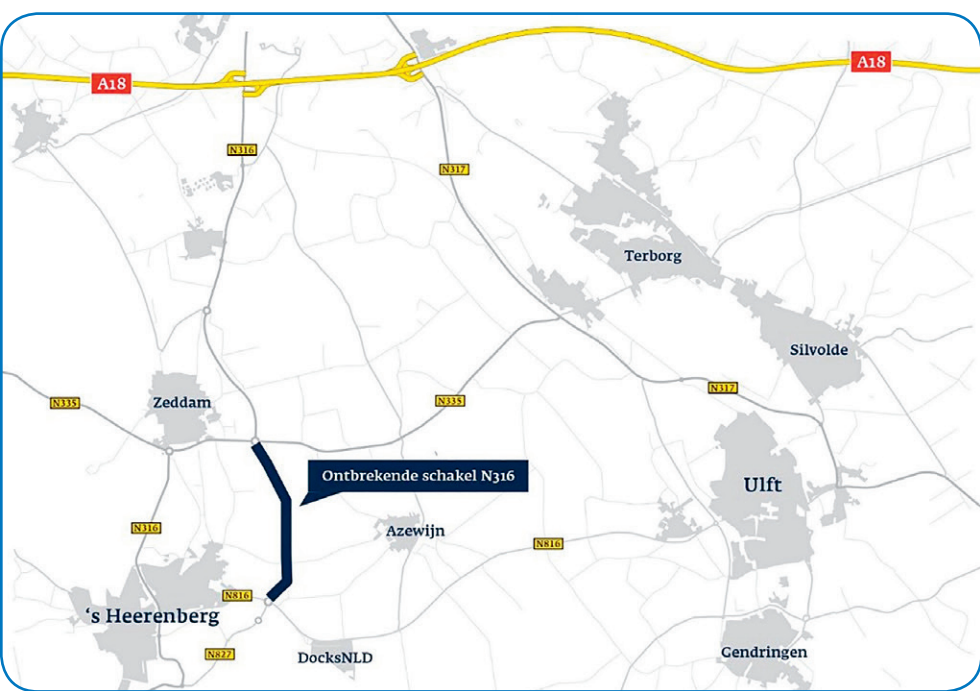 A18
A18
N316
N317
Terborg
Silvolde
N317
N335
Zeddam
N335
Ontbrekende schakel N316
Ulft
N316
Azewijn
N816
N816
's Heerenberg
N827
DocksNLD
Gendringen